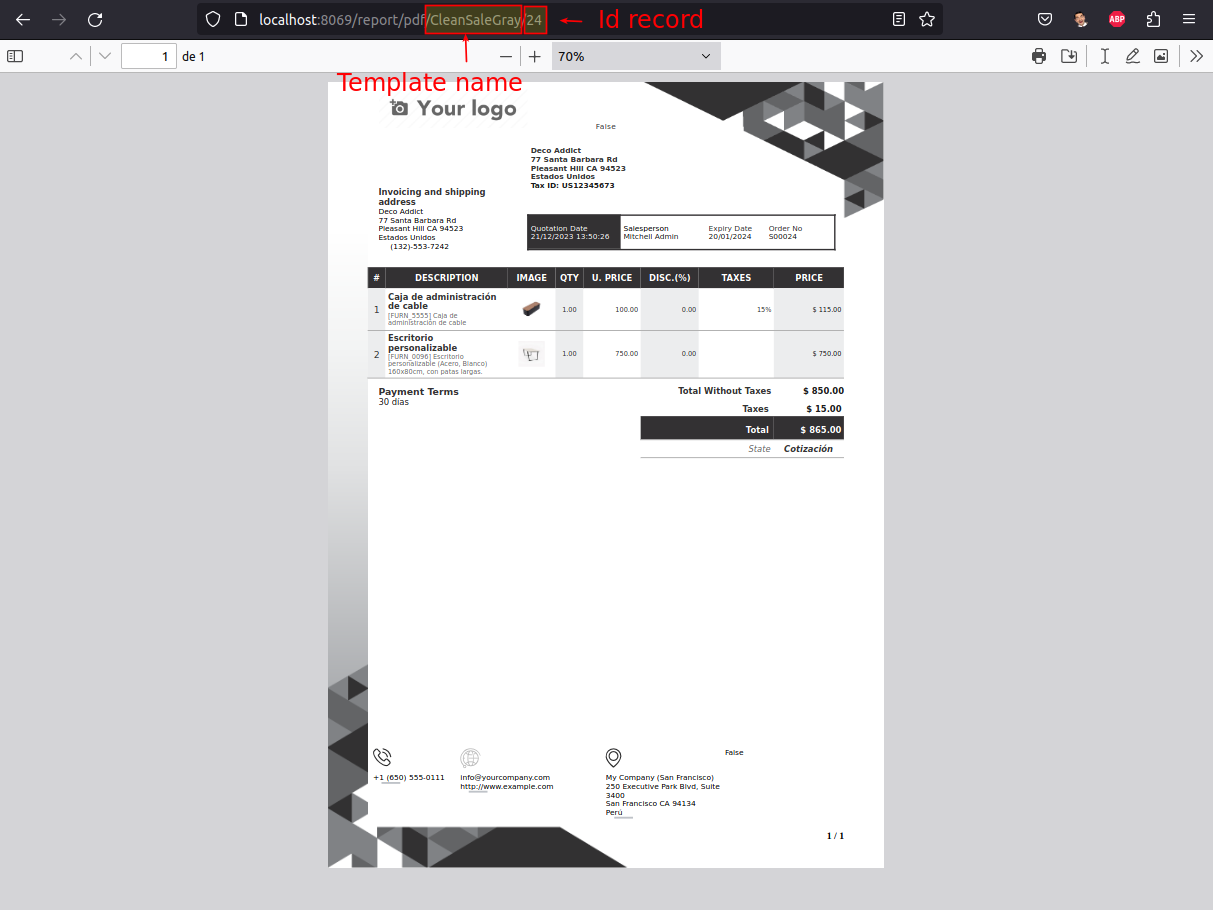 localhost:8069/report/pdf/CleanSaleGray/24
Id record
ABP
1
de 1
70%
Template name
Your logo
False
Deco Addict
77 Santa Barbara Rd
Pleasant Hill CA 94523
Estados Unidos
Tax ID: US12345673
Invoicing and shipping
address
Deco Addict
77 Santa Barbara Rd
Pleasant Hill CA 94523
Estados Unidos
(132)-553-7242
Quotation Date Salesperson Expiry Date Order No
21/12/2023 13:50:26 Mitchell Admin 20/01/2024 S00024
# DESCRIPTION IMAGE QTY U. PRICE DISC.(%) TAXES PRICE
Caja de administración
de cable
1 1.00 100.00 0.00 15% $ 115.00
[FURN_5555] Caja de
administración de cable
Escritorio
personalizable
2 1.00 750.00 0.00 $ 750.00
[FURN_0096] Escritorio
personalizable (Acero, Blanco)
160x80cm, con patas largas.
Payment Terms
30 días
Total Without Taxes $ 850.00
Taxes $ 15.00
Total $ 865.00
State Cotización
+1 (650) 555-0111
info@yourcompany.com
http://www.example.com
My Company (San Francisco)
250 Executive Park Blvd, Suite
3400
San Francisco CA 94134
Perú
False
1 / 1